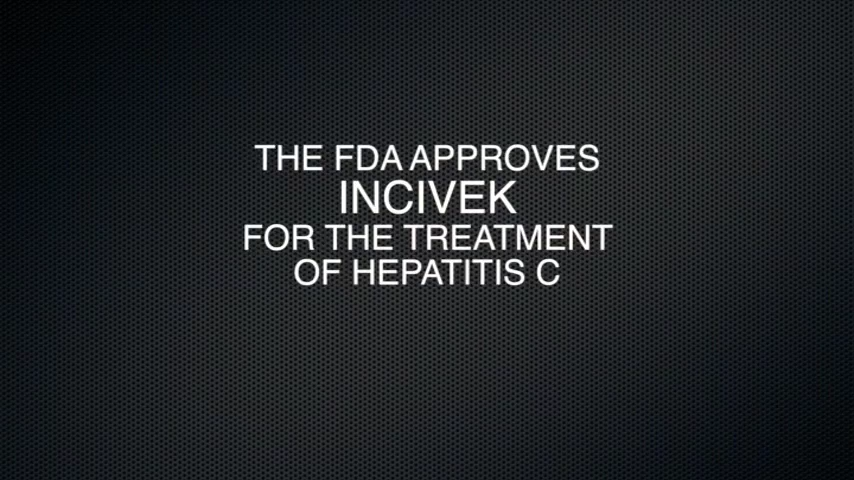 THE FDA APPROVES
INCIVEK
FOR THE TREATMENT
OF HEPATITIS C